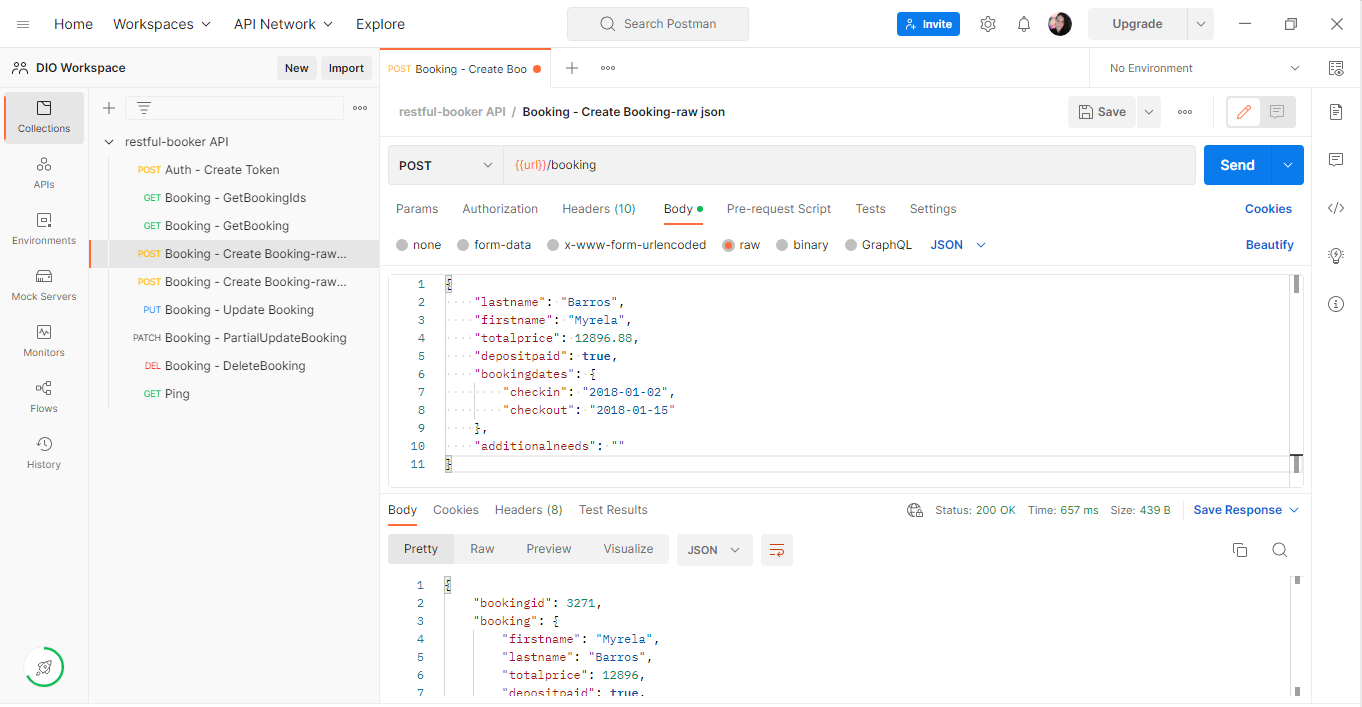 Home Workspaces API Network Explore Search Postman Invite Upgrade
DIO Workspace New Import
POST Booking - Create Boo No Environment
Collections
APIs
Environments
Mock Servers
Monitors
Flows
History
restful-booker API
POST Auth - Create Token
GET Booking - GetBookingIds
GET Booking - GetBooking
POST Booking - Create Booking-raw...
POST Booking - Create Booking-raw...
PUT Booking - Update Booking
PATCH Booking - PartialUpdateBooking
DEL Booking - DeleteBooking
GET Ping
restful-booker API / Booking - Create Booking-raw json Save
POST {{url}}/booking Send
Params Authorization Headers (10) Body Pre-request Script Tests Settings Cookies
none form-data x-www-form-urlencoded raw binary GraphQL JSON Beautify
1 {
2 "lastname": "Barros",
3 "firstname": "Myrela",
4 "totalprice": 12896.88,
5 "depositpaid": true,
6 "bookingdates": {
7 "checkin": "2018-01-02",
8 "checkout": "2018-01-15"
9 },
10 "additionalneeds": ""
11 }
Body Cookies Headers (8) Test Results Status: 200 OK Time: 657 ms Size: 439 B Save Response
Pretty Raw Preview Visualize JSON
1 {
2 "bookingid": 3271,
3 "booking": {
4 "firstname": "Myrela",
5 "lastname": "Barros",
6 "totalprice": 12896,
7 "depositpaid": true,